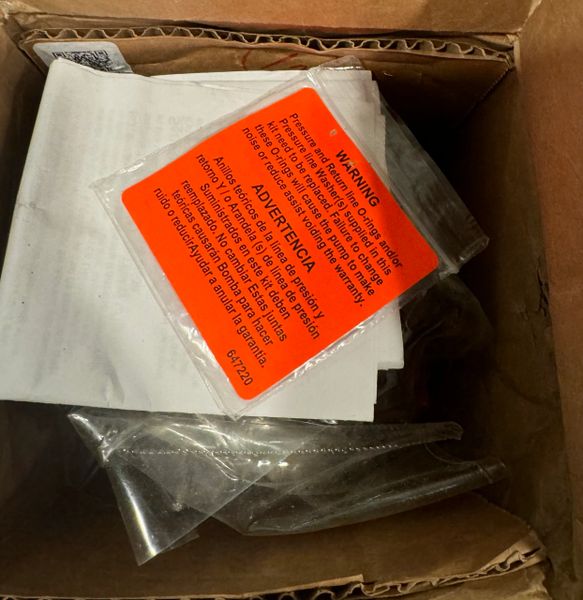 WARNING
Pressure and Return line O-rings and/or
Pressure line Washer(s) supplied in this
kit need to be replaced. Failure to change
these O-rings will cause the pump to make
noise or reduce assist voiding the warranty.
ADVERTENCIA
Anillos teóricos de la línea de presión y
retorno Y / o Arandela (s) de línea de presión
Suministrados en este kit deben
reemplazado. No cambiar Estas juntas
teóricas causarán Bomba para hacer
ruido o reducirAyudar a anular la garantía.
647220